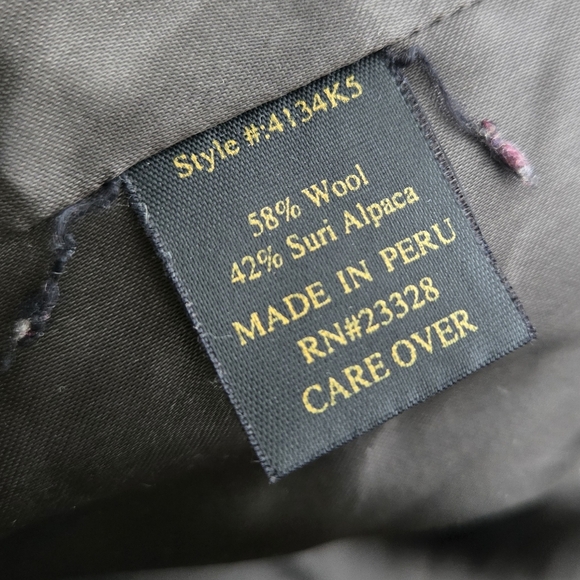 Style #:4134K5
58% Wool
42% Suri Alpaca
MADE IN PERU
RN#23328
CARE OVER